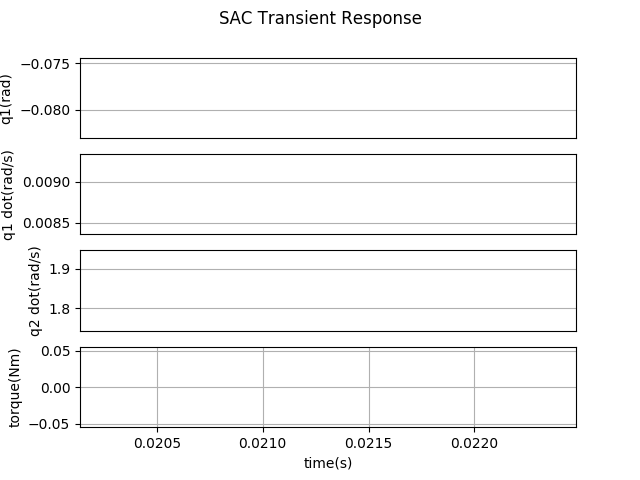 SAC Transient Response
−0.075
−0.080
q1(rad)
0.0090
0.0085
q1 dot(rad/s)
1.9
1.8
q2 dot(rad/s)
0.05
0.00
−0.05
torque(Nm)
0.0205 0.0210 0.0215 0.0220
time(s)